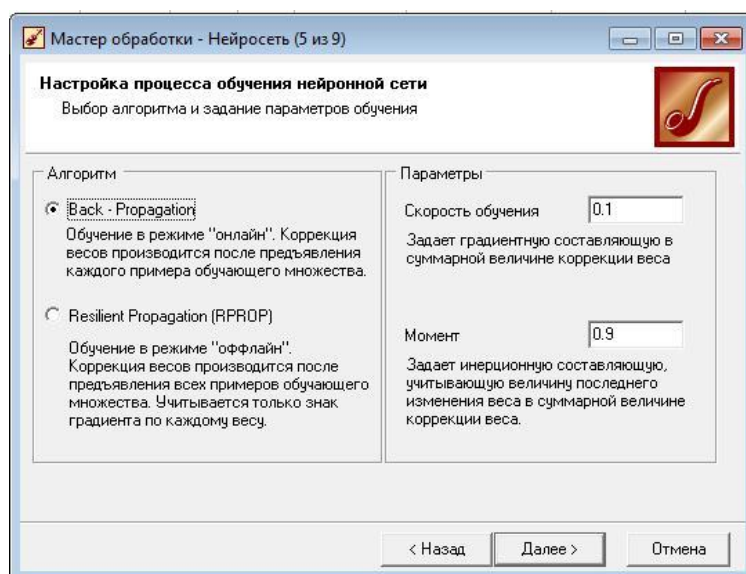 Мастер обработки - Нейросеть (5 из 9)
Настройка процесса обучения нейронной сети
Выбор алгоритма и задание параметров обучения
Алгоритм
Back - Propagation
Обучение в режиме "онлайн". Коррекция
весов производится после предъявления
каждого примера обучающего множества.
Resilient Propagation (RPROP)
Обучение в режиме "оффлайн".
Коррекция весов производится после
предъявления всех примеров обучающего
множества. Учитывается только знак
градиента по каждому весу.
Параметры
Скорость обучения 0.1
Задает градиентную составляющую в
суммарной величине коррекции веса
Момент 0.9
Задает инерционную составляющую,
учитывающую величину последнего
изменения веса в суммарной величине
коррекции веса.
< Назад Далее > Отмена